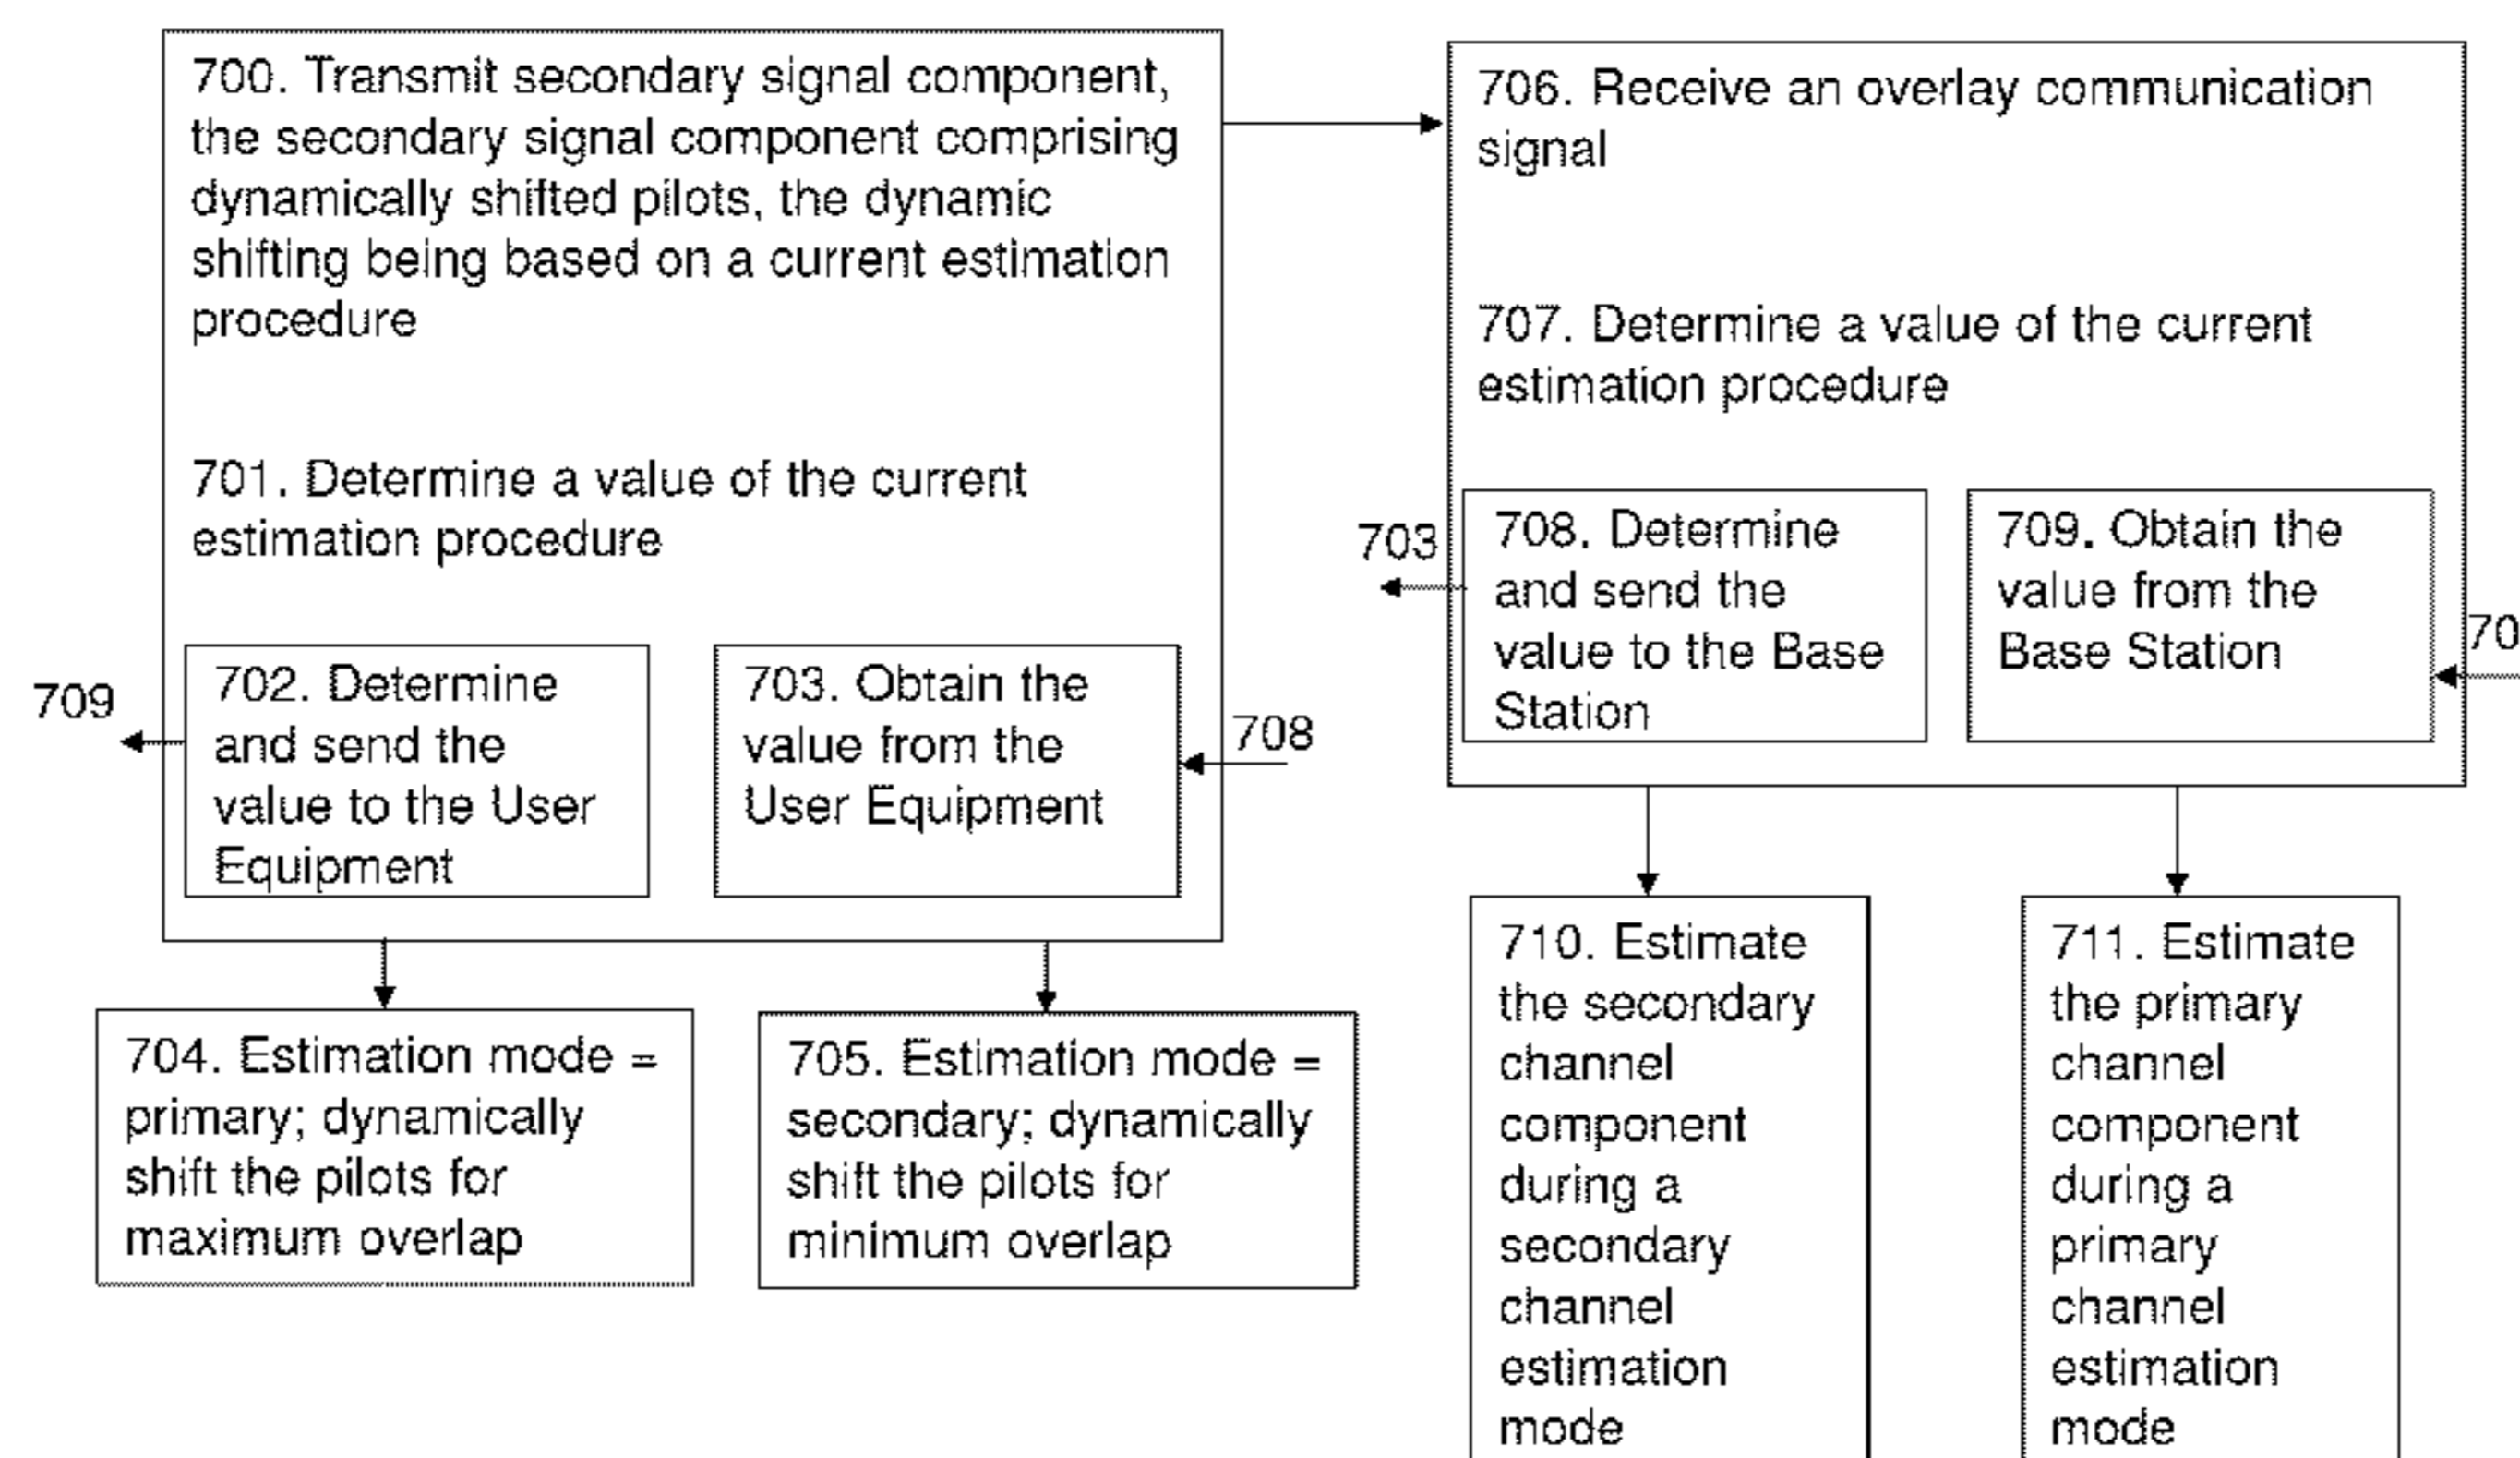 700. Transmit secondary signal component,
the secondary signal component comprising
dynamically shifted pilots, the dynamic
shifting being based on a current estimation
procedure
701. Determine a value of the current
estimation procedure
709
702. Determine
and send the
value to the User
Equipment
703. Obtain the
value from the
User Equipment
708
704. Estimation mode =
primary; dynamically
shift the pilots for
maximum overlap
705. Estimation mode =
secondary; dynamically
shift the pilots for
minimum overlap
706. Receive an overlay communication
signal
707. Determine a value of the current
estimation procedure
703
708. Determine
and send the
value to the Base
Station
709. Obtain the
value from the
Base Station
710. Estimate
the secondary
channel
component
during a
secondary
channel
estimation
mode
711. Estimate
the primary
channel
component
during a
primary
channel
estimation
mode